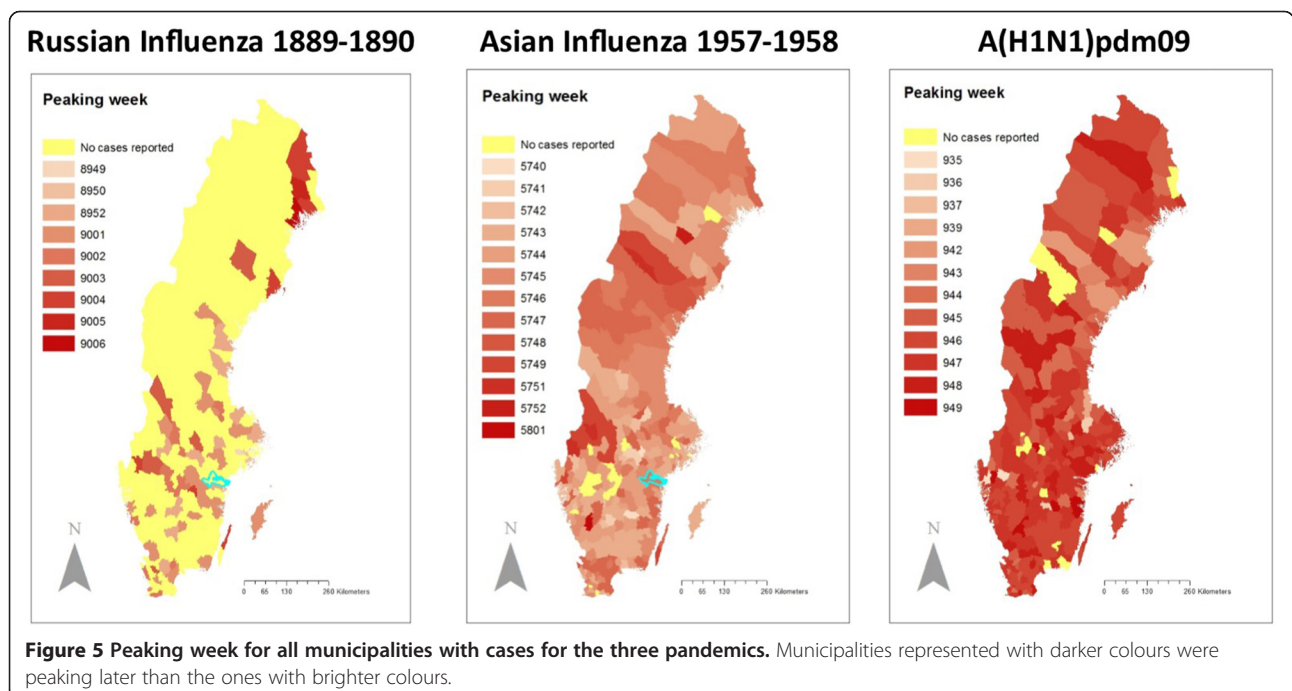 Russian Influenza 1889-1890
Asian Influenza 1957-1958
A(H1N1)pdm09
Peaking week
No cases reported
8949
8950
8952
9001
9002
9003
9004
9005
9006
N
0 65 130 260 Kilometers
Peaking week
No cases reported
5740
5741
5742
5743
5744
5745
5746
5747
5748
5749
5751
5752
5801
N
0 65 130 260 Kilometers
Peaking week
No cases reported
935
936
937
939
942
943
944
945
946
947
948
949
N
0 65 130 260 Kilometers
Figure 5 Peaking week for all municipalities with cases for the three pandemics. Municipalities represented with darker colours were
peaking later than the ones with brighter colours.